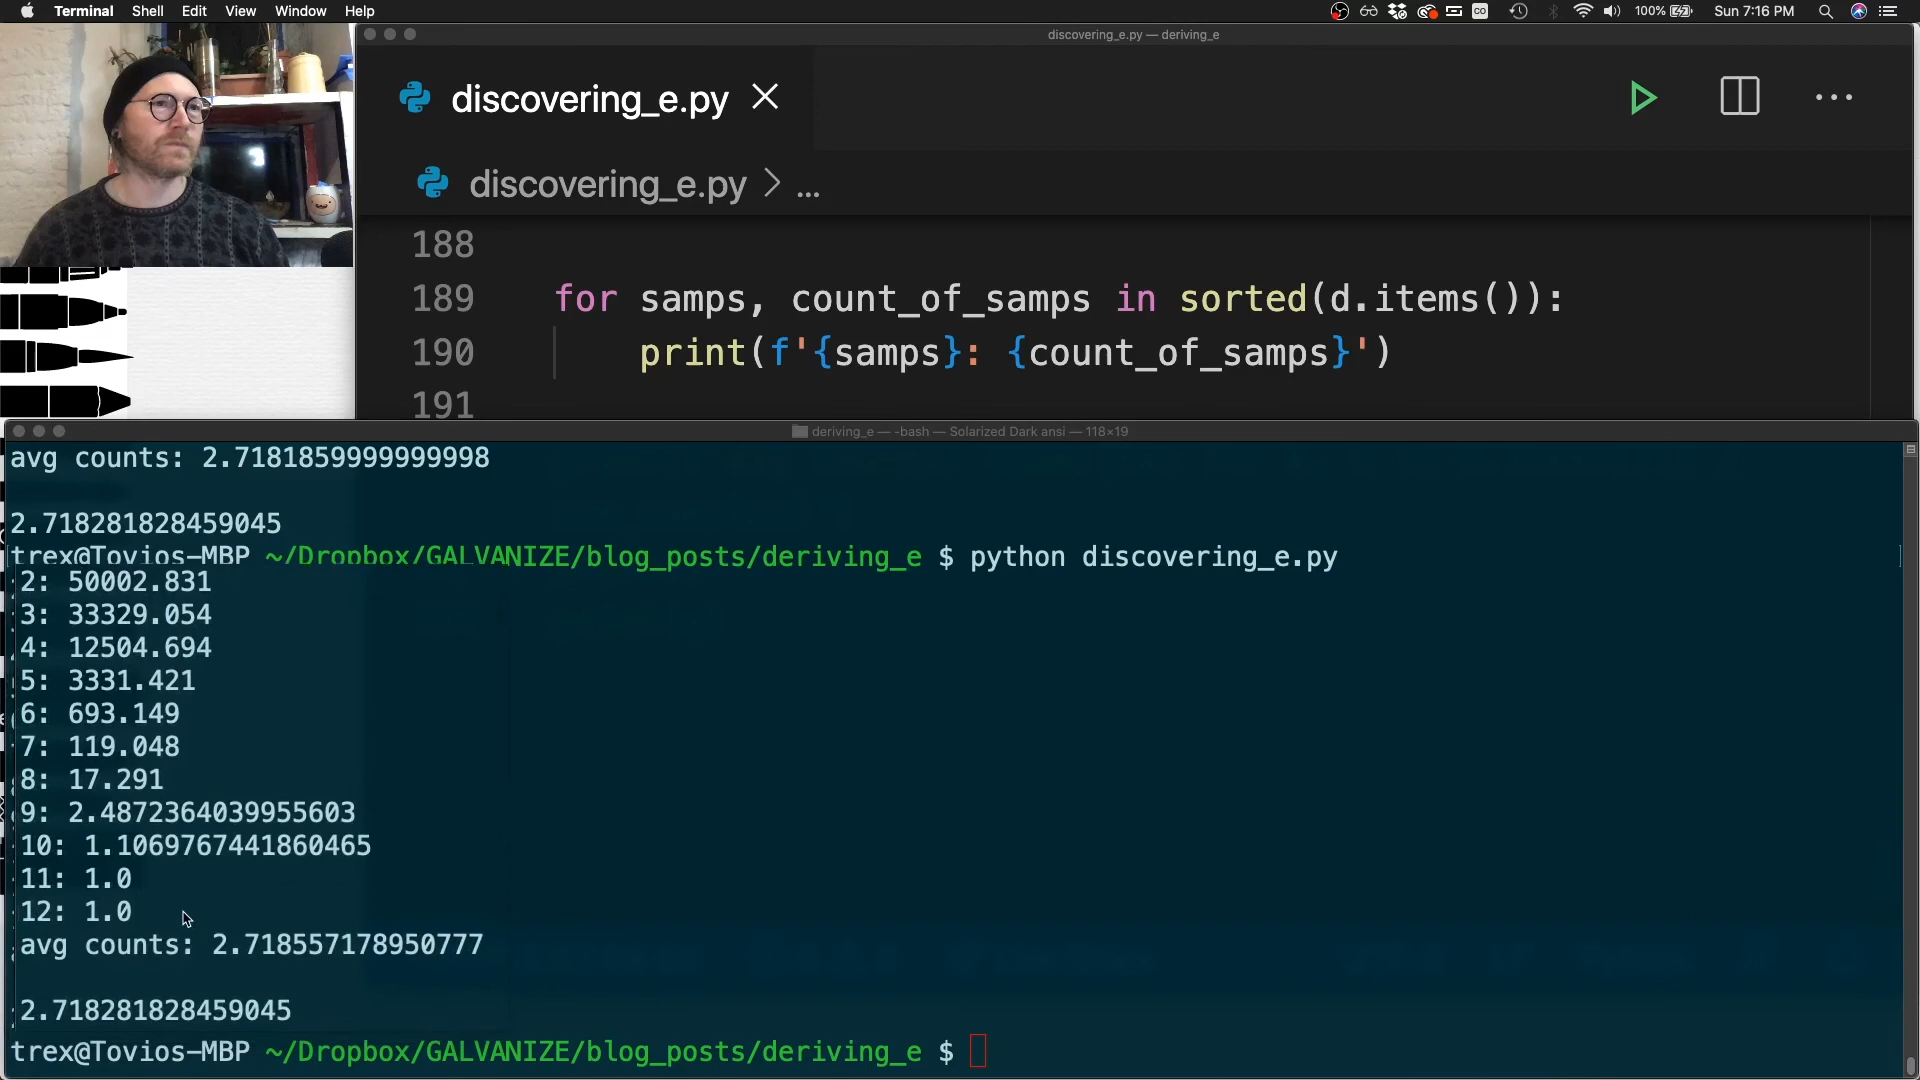 Terminal Shell Edit View Window Help
100% Sun 7:16 PM
discovering_e.py — deriving_e
discovering_e.py
discovering_e.py > ...
188
189 for samps, count_of_samps in sorted(d.items()):
190 print(f'{samps}: {count_of_samps}')
191
deriving_e — -bash — Solarized Dark ansi — 118×19
avg counts: 2.7181859999999998
2.718281828459045
trex@Tovios-MBP ~/Dropbox/GALVANIZE/blog_posts/deriving_e $ python discovering_e.py
2: 50002.831
3: 33329.054
4: 12504.694
5: 3331.421
6: 693.149
7: 119.048
8: 17.291
9: 2.4872364039955603
10: 1.1069767441860465
11: 1.0
12: 1.0
avg counts: 2.718557178950777
2.718281828459045
trex@Tovios-MBP ~/Dropbox/GALVANIZE/blog_posts/deriving_e $